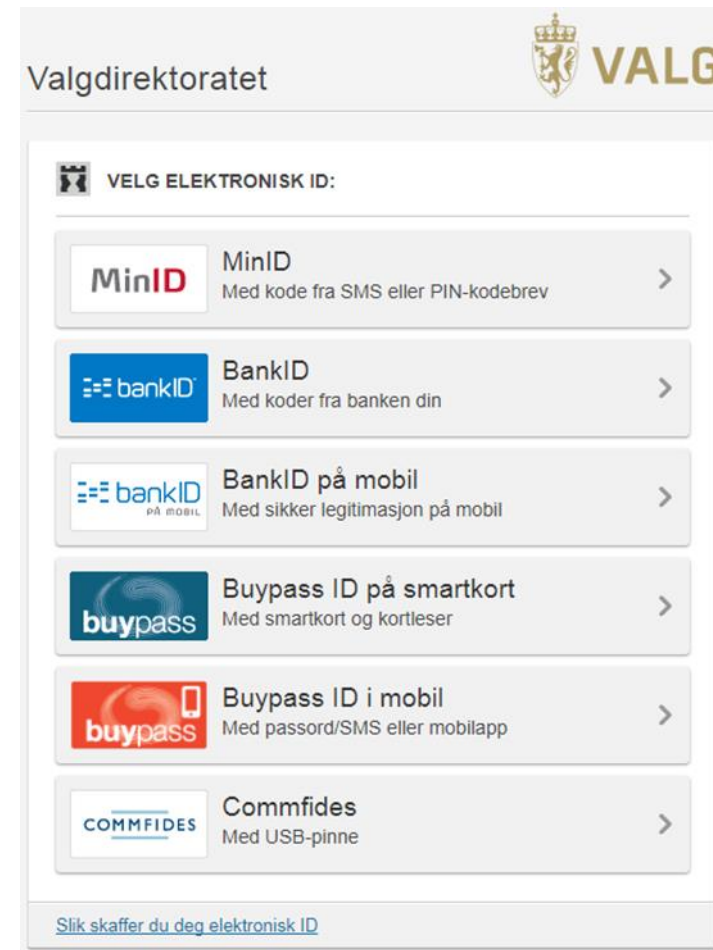 Valgdirektoratet
VALG
VELG ELEKTRONISK ID:
MinID
MinID
Med kode fra SMS eller PIN-kodebrev
bankID
BankID
Med koder fra banken din
bankID
PÅ MOBIL
BankID på mobil
Med sikker legitimasjon på mobil
buypass
Buypass ID på smartkort
Med smartkort og kortleser
buypass
Buypass ID i mobil
Med passord/SMS eller mobilapp
COMMFIDES
Commfides
Med USB-pinne
Slik skaffer du deg elektronisk ID